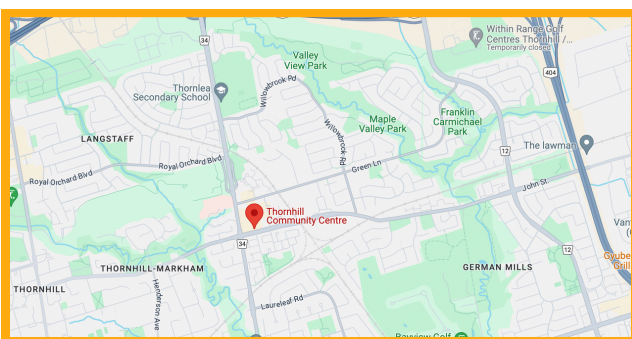 Within Range Golf
Centres Thornhill /...
Temporarily closed
34
Valley
View Park
404
Thornlea
Secondary School
Willowbrook Rd
Franklin
Carmichael
Park
Maple
Valley Park
Willowbrook Rd
LANGSTAFF
The lawman
12
Royal Orchard Blvd
Green Ln
Royal Orchard Blvd
John St
Thornhill
Community Centre
Van
(
34
12
Gyube
Grill
THORNHILL-MARKHAM
GERMAN MILLS
THORNHILL
Henderson Ave
Laureleaf Rd
Bayview Golf